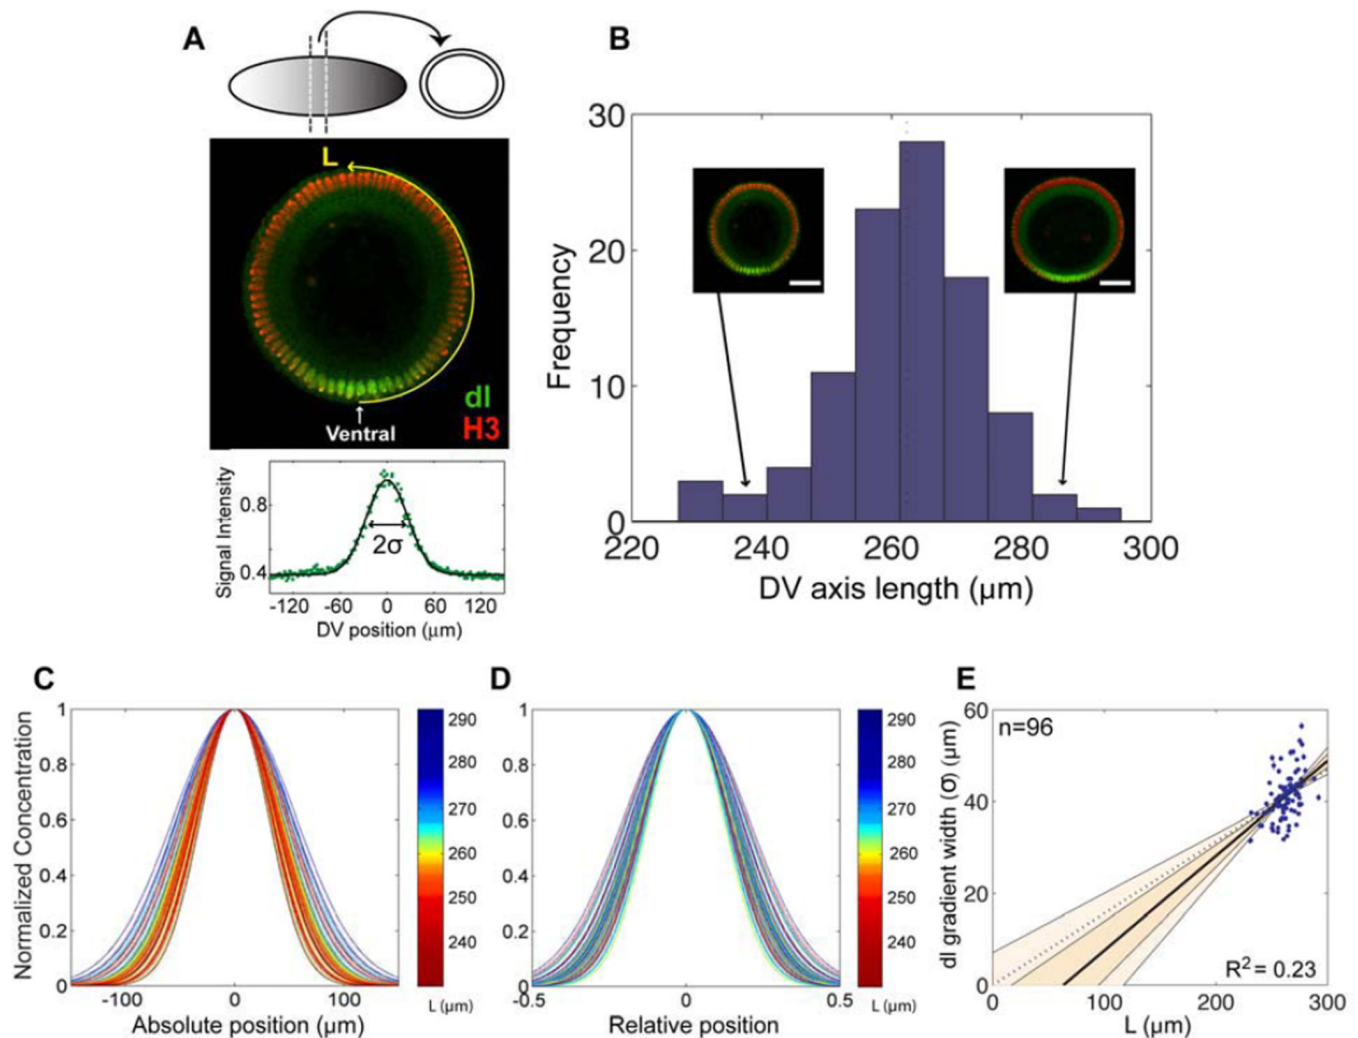 A
L
dl
H3
Ventral
Signal Intensity
0.8
0.4
2σ
-120 -60 0 60 120
DV position (μm)
B
Frequency
30
20
10
0
220 240 260 280 300
DV axis length (μm)
C
Normalized Concentration
1
0.8
0.6
0.4
0.2
0
-100 0 100
Absolute position (μm)
290
280
270
260
250
240
L (μm)
D
1
0.8
0.6
0.4
0.2
0
-0.5 0 0.5
Relative position
290
280
270
260
250
240
L (μm)
E
dl gradient width (σ) (μm)
60
40
20
0
n=96
R² = 0.23
0 100 200 300
L (μm)